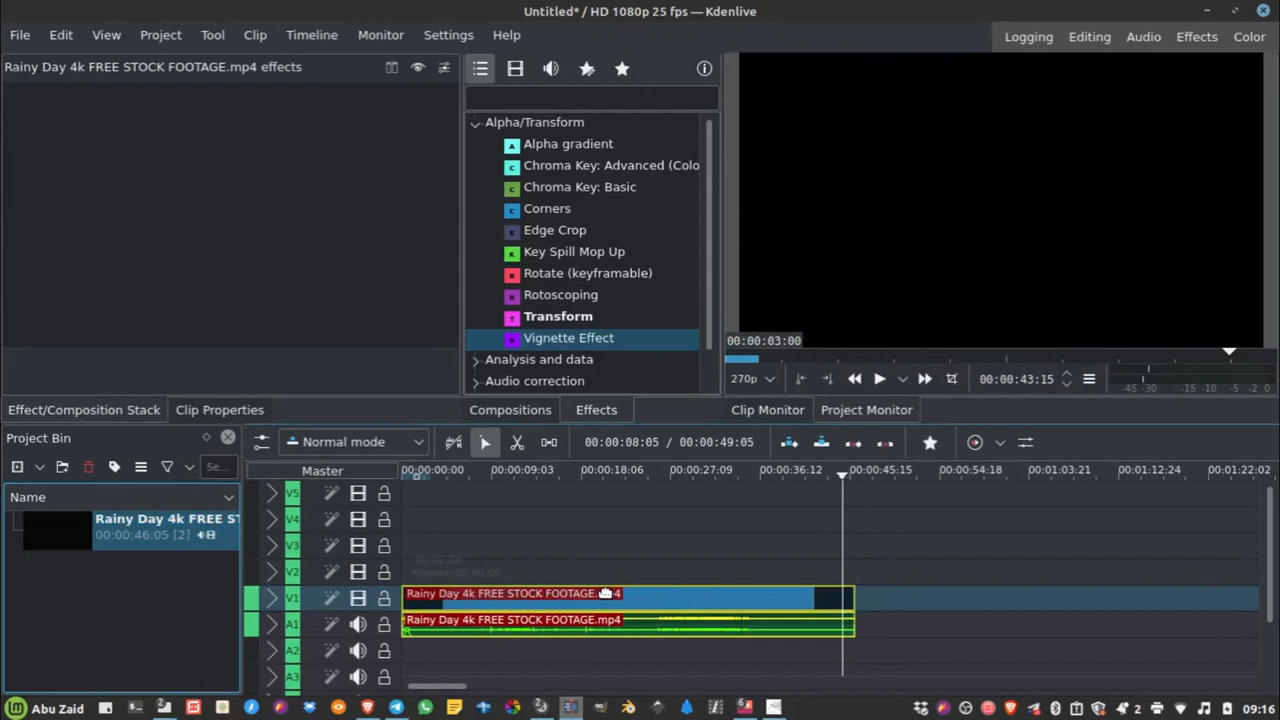 Untitled* / HD 1080p 25 fps — Kdenlive
File Edit View Project Tool Clip Timeline Monitor Settings Help
Logging Editing Audio Effects Color
Rainy Day 4k FREE STOCK FOOTAGE.mp4 effects
Alpha/Transform
A Alpha gradient
C Chroma Key: Advanced (Colo
C Chroma Key: Basic
C Corners
E Edge Crop
K Key Spill Mop Up
R Rotate (keyframable)
R Rotoscoping
T Transform
V Vignette Effect
Analysis and data
Audio correction
00:00:03:00
270p
00:00:43:15
-45 -30 -15 -10 -5 -2 0
Effect/Composition Stack Clip Properties
Compositions Effects
Clip Monitor Project Monitor
Project Bin
Normal mode
00:00:08:05 / 00:00:49:05
Se...
Master
00:00:00:00 00:00:09:03 00:00:18:06 00:00:27:09 00:00:36:12 00:00:45:15 00:00:54:18 00:01:03:21 00:01:12:24 00:01:22:02
Name
Rainy Day 4k FREE ST
00:00:46:05 [2]
V5
V4
V3
V2
-00:02:24
Position: 00:00:00
V1
Rainy Day 4k FREE STOCK FOOTAGE. 4
A1
Rainy Day 4k FREE STOCK FOOTAGE.mp4
A2
A3
Abu Zaid
2
09:16